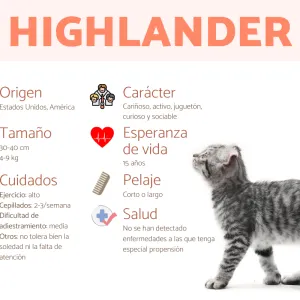 HIGHLANDER
Origen
Estados Unidos, América
Tamaño
30-40 cm
4-9 kg
Cuidados
Ejercicio: alto
Cepillados: 2-3/semana
Dificultad de
adiestramiento: media
Otros: no tolera bien la
soledad ni la falta de
atención
Carácter
Cariñoso, activo, juguetón,
curioso y sociable
Esperanza
de vida
15 años
Pelaje
Corto o largo
Salud
No se han detectado
enfermedades a las que tenga
especial propensión